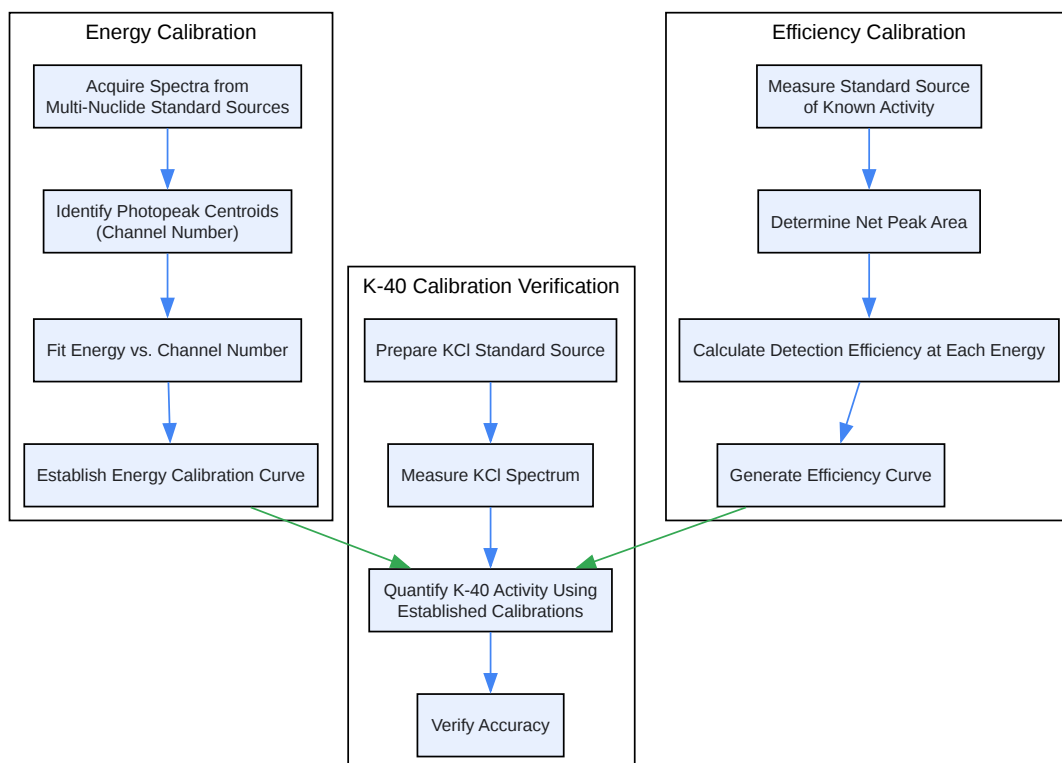 Energy Calibration
Acquire Spectra from
Multi-Nuclide Standard Sources
Identify Photopeak Centroids
(Channel Number)
Fit Energy vs. Channel Number
Establish Energy Calibration Curve
K-40 Calibration Verification
Prepare KCl Standard Source
Measure KCl Spectrum
Quantify K-40 Activity Using
Established Calibrations
Verify Accuracy
Efficiency Calibration
Measure Standard Source
of Known Activity
Determine Net Peak Area
Calculate Detection Efficiency at Each Energy
Generate Efficiency Curve